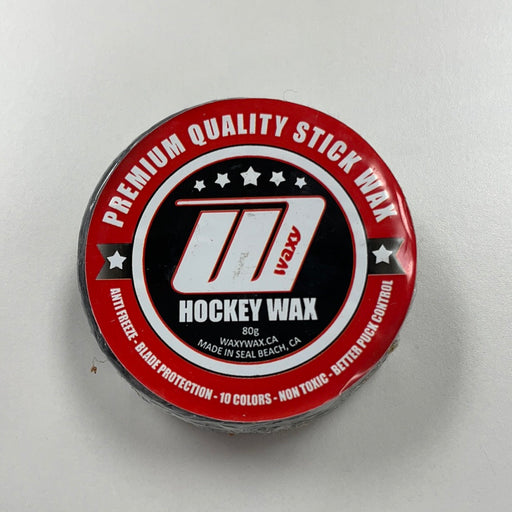 PREMIUM QUALITY STICK WAX
waxy
HOCKEY WAX
80g
WAXYWAX.CA
MADE IN SEAL BEACH, CA
ANTI FREEZE - BLADE PROTECTION - 10 COLORS - NON TOXIC - BETTER PUCK CONTROL